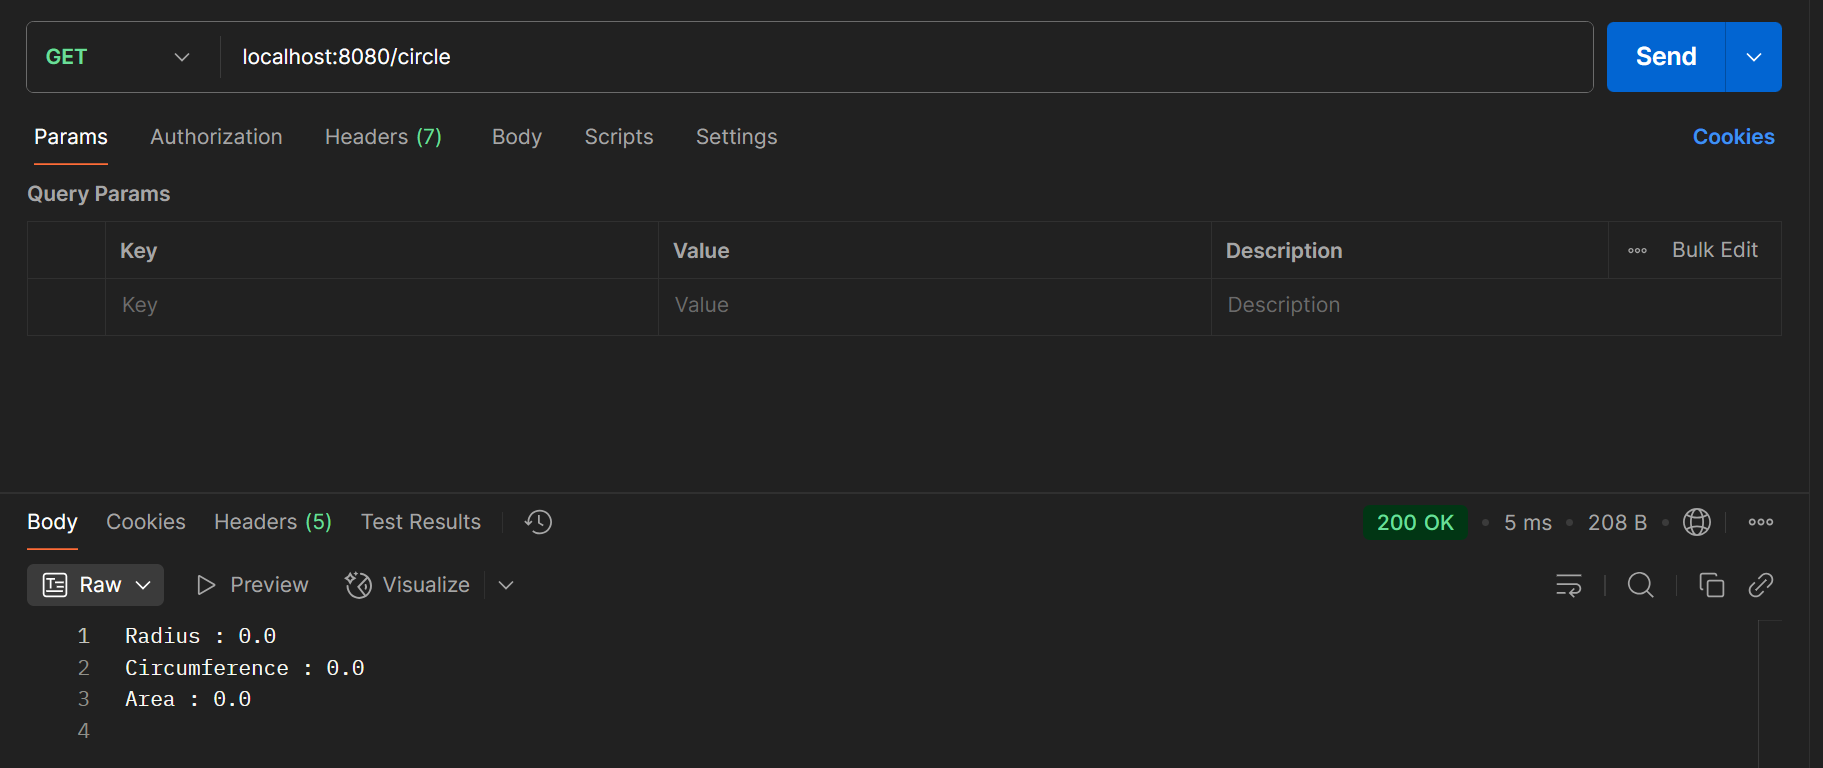 GET localhost:8080/circle Send
Params Authorization Headers (7) Body Scripts Settings Cookies
Query Params
Key Value Description Bulk Edit
Key Value Description
Body Cookies Headers (5) Test Results 200 OK • 5 ms • 208 B •
Raw Preview Visualize
1 Radius : 0.0
2 Circumference : 0.0
3 Area : 0.0
4